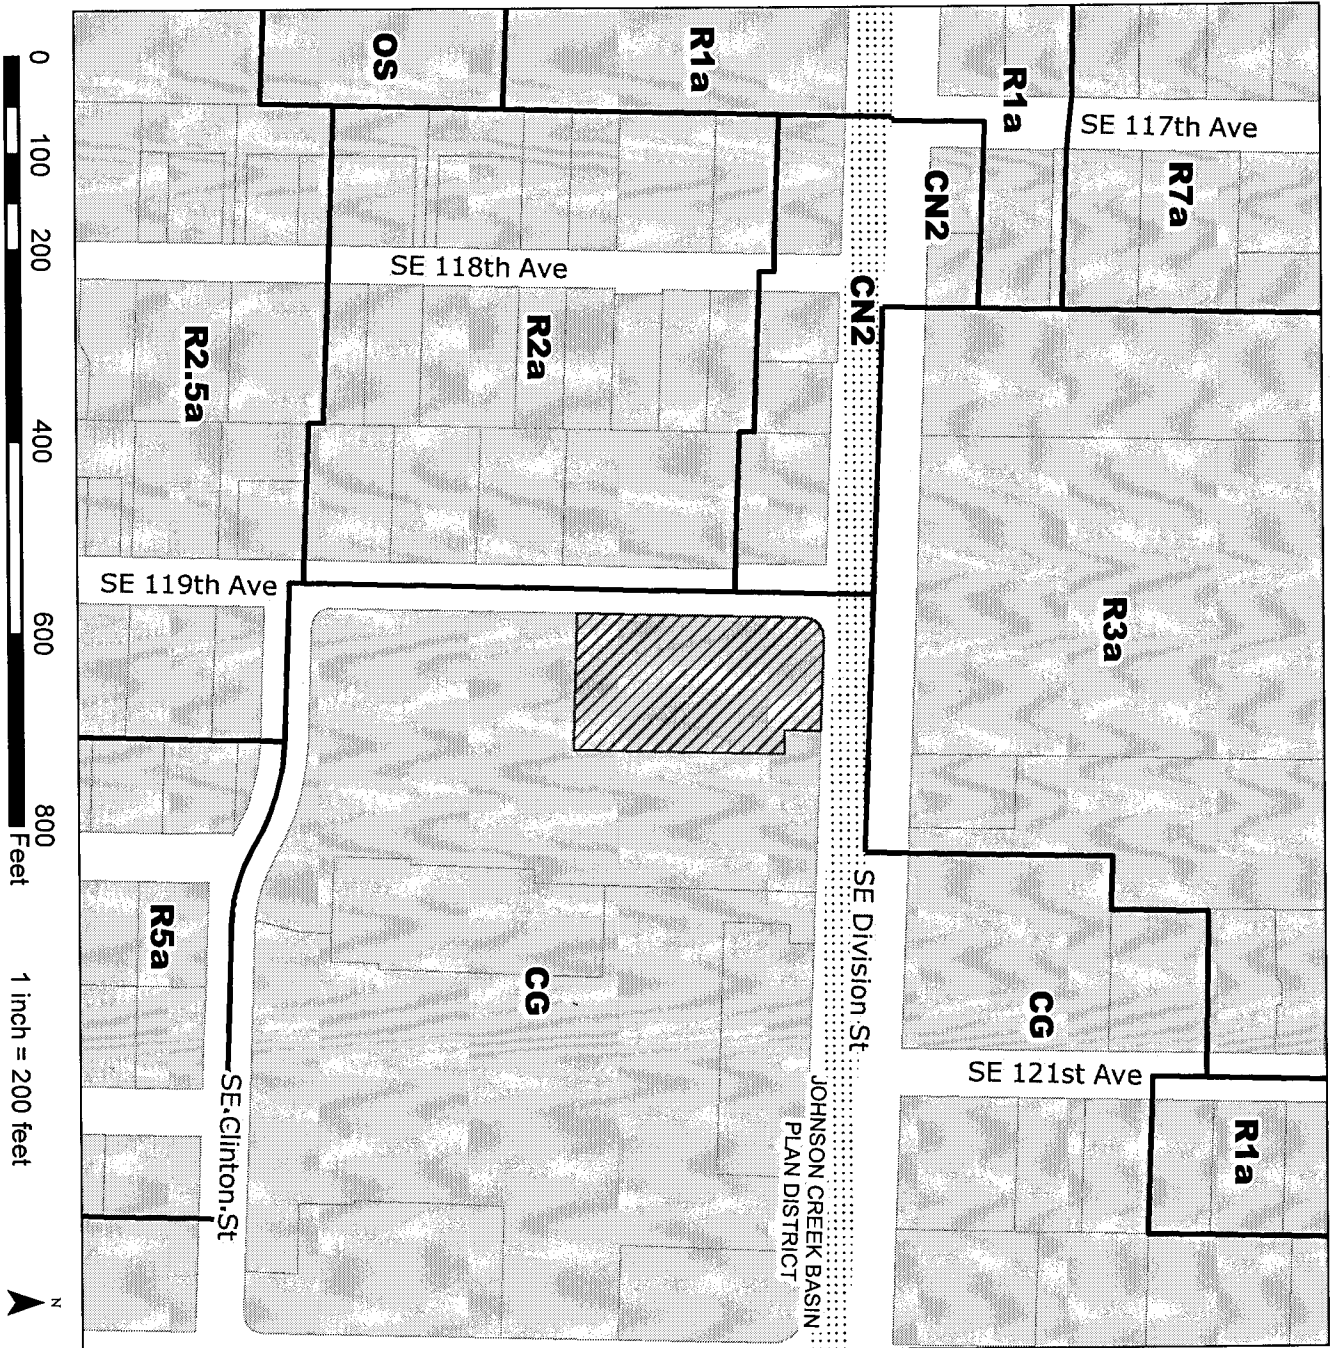 OS
R1a
R1a
SE 117th Ave
R7a
CN2
SE 118th Ave
CN2
R2.5a
R2a
SE 119th Ave
R3a
SE Division St
R5a
CG
CG
SE 121st Ave
SE Clinton St
JOHNSON CREEK BASIN
PLAN DISTRICT
R1a
0 100 200 400 600 800
Feet
1 inch = 200 feet
N